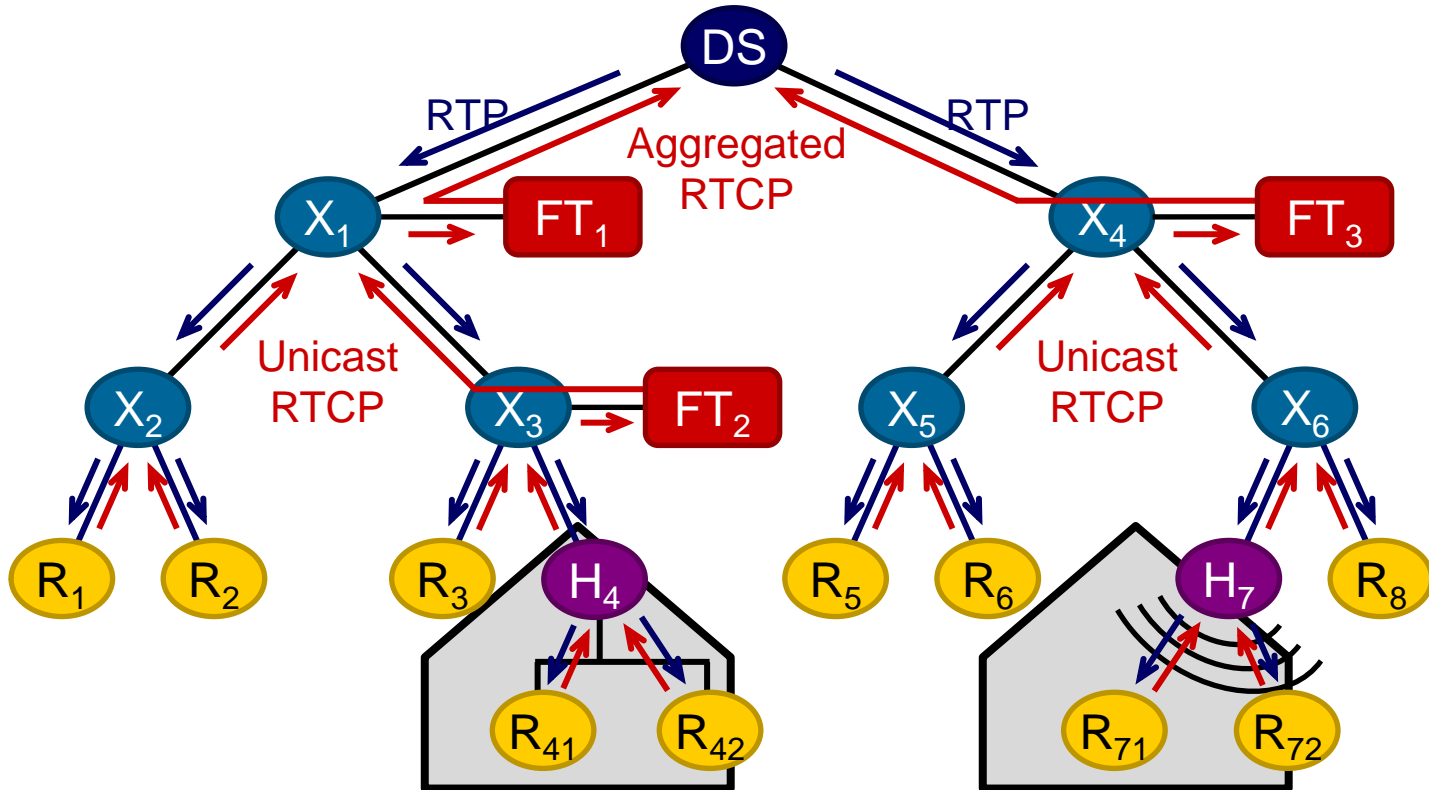 DS
RTP
RTP
Aggregated
RTCP
X₁
FT₁
X₄
FT₃
Unicast
RTCP
Unicast
RTCP
X₂
X₃
FT₂
X₅
X₆
R₁
R₂
R₃
H₄
R₅
R₆
H₇
R₈
R₄₁
R₄₂
R₇₁
R₇₂